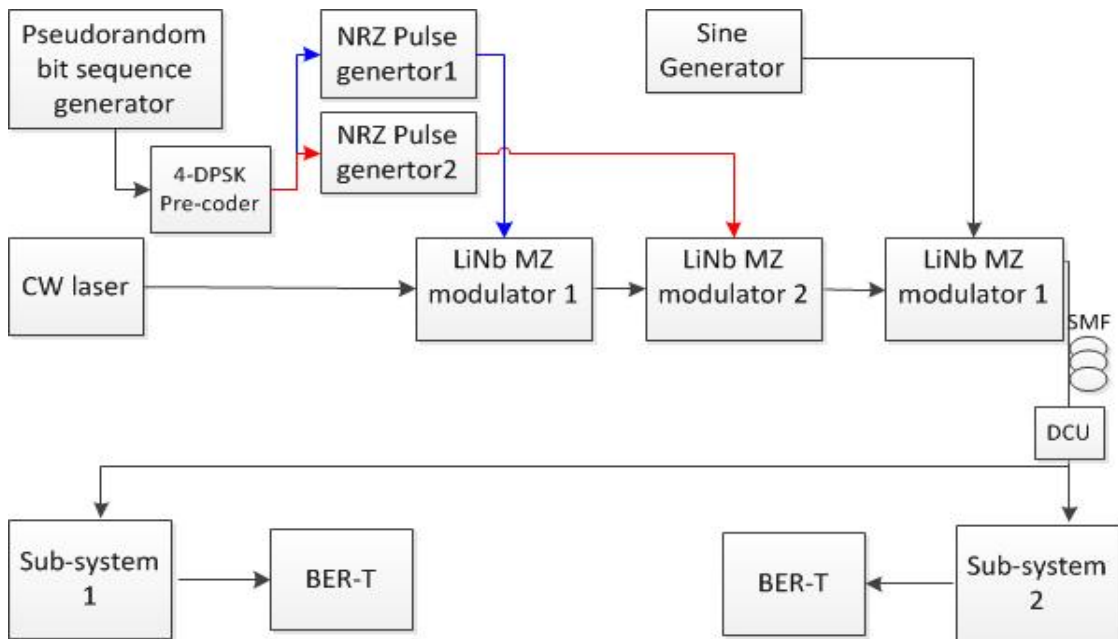 Pseudorandom
bit sequence
generator
NRZ Pulse
genertor1
Sine
Generator
NRZ Pulse
genertor2
4-DPSK
Pre-coder
CW laser
LiNb MZ
modulator 1
LiNb MZ
modulator 2
LiNb MZ
modulator 1
SMF
DCU
Sub-system
1
BER-T
BER-T
Sub-system
2